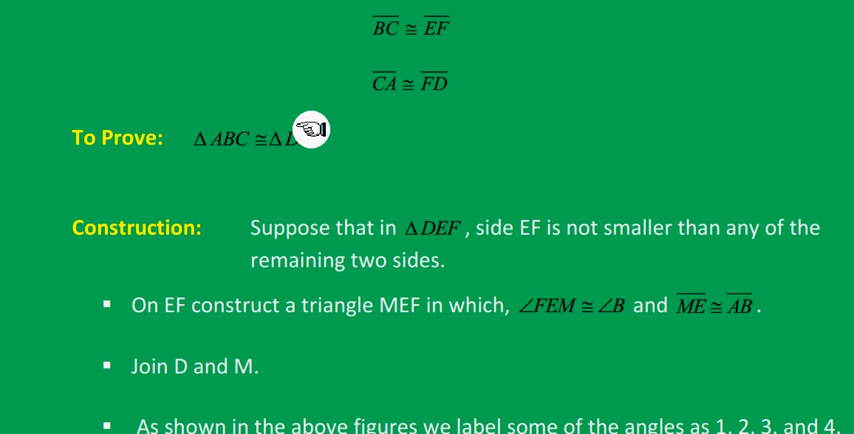 BC ≅ EF
CA ≅ FD
To Prove: Δ ABC ≅ Δ
Construction: Suppose that in Δ DEF , side EF is not smaller than any of the
remaining two sides.
▪ On EF construct a triangle MEF in which, ∠FEM ≅ ∠B and ME ≅ AB .
▪ Join D and M.
▪ As shown in the above figures we label some of the angles as 1, 2, 3, and 4.